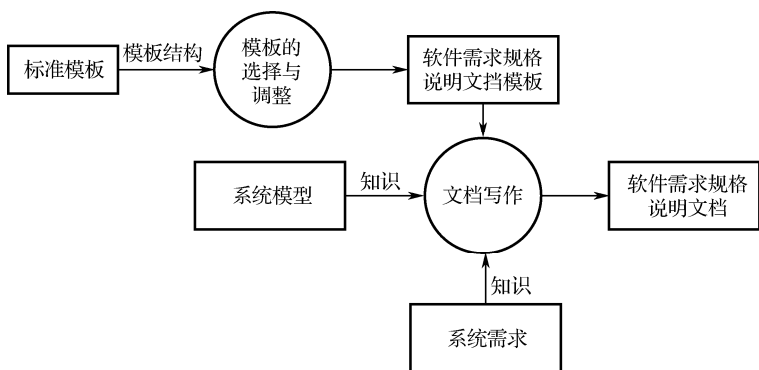 标准模板
模板结构
模板的
选择与
调整
软件需求规格
说明文挡模板
系统模型
知识
文档写作
软件需求规格
说明文档
知识
系统需求